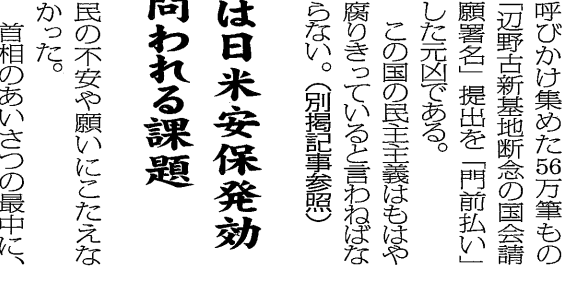 呼びかけ集めた56万筆もの
「辺野古新基地断念の国会請
願署名」提出を「門前払い」
した元凶である。
この国の民主主義はもはや
腐りきっていると言わねばな
らない。（別掲記事参照）
は日米安保発効
問われる課題
民の不安や願いにこたえな
かった。
首相のあいさつの最中に、